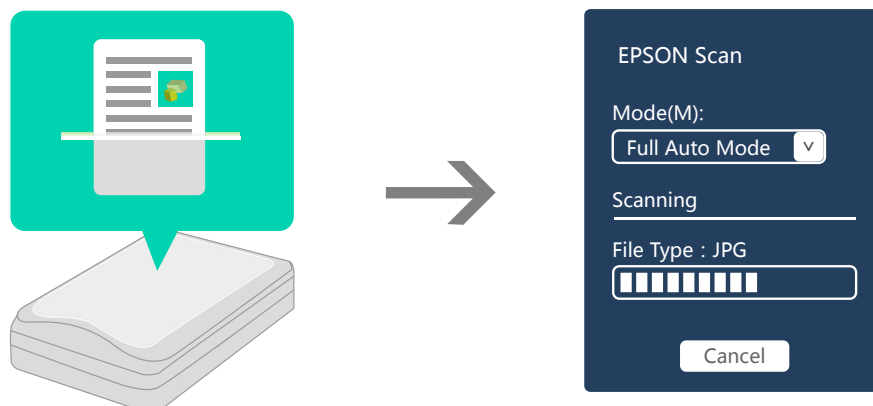 EPSON Scan
Mode(M):
Full Auto Mode
Scanning
File Type : JPG
Cancel